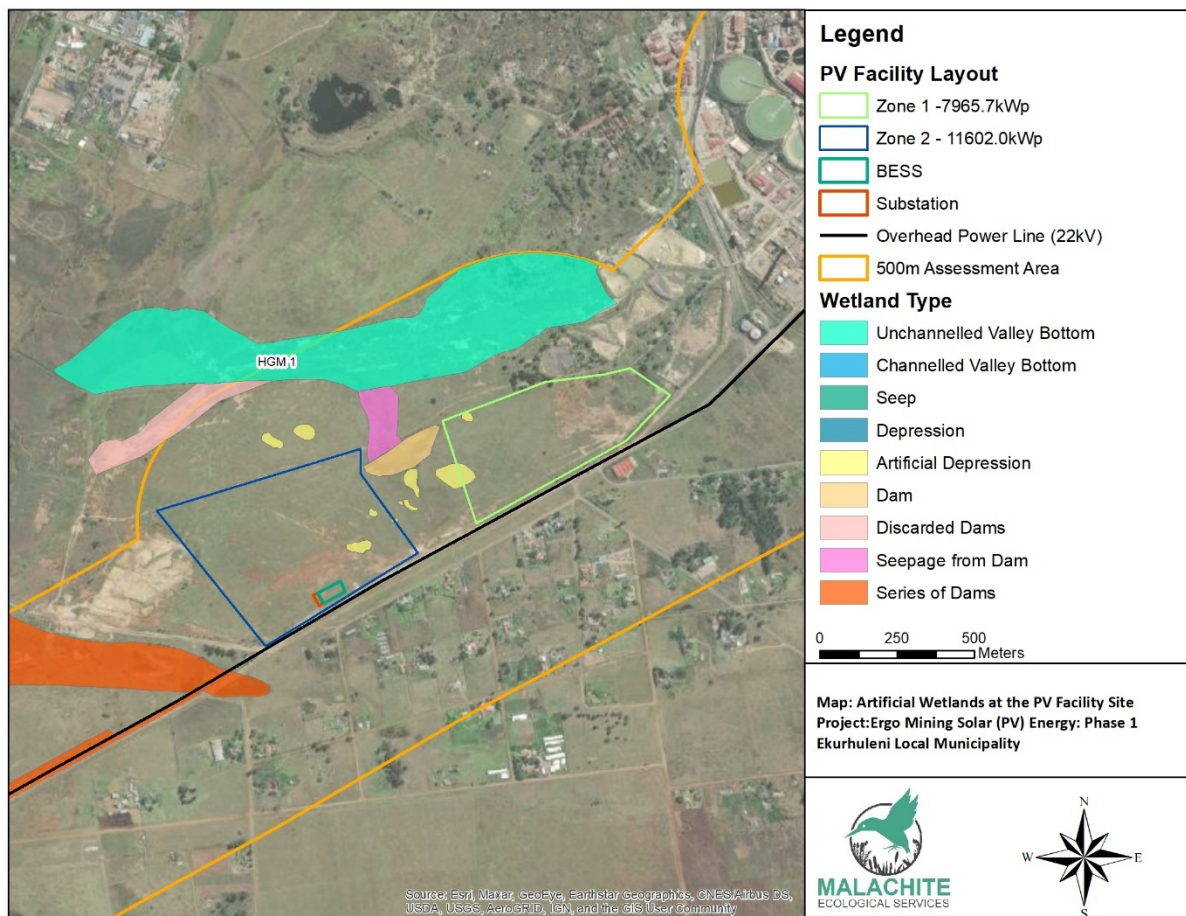 HGM 1
Source: Esri, Maxar, GeoEye, Earthstar Geographics, CNES/Airbus DS,
USDA, USGS, AeroGRID, IGN, and the GIS User Community
Legend
PV Facility Layout
Zone 1 -7965.7kWp
Zone 2 - 11602.0kWp
BESS
Substation
Overhead Power Line (22kV)
500m Assessment Area
Wetland Type
Unchannelled Valley Bottom
Channelled Valley Bottom
Seep
Depression
Artificial Depression
Dam
Discarded Dams
Seepage from Dam
Series of Dams
0 250 500
Meters
Map: Artificial Wetlands at the PV Facility Site
Project:Ergo Mining Solar (PV) Energy: Phase 1
Ekurhuleni Local Municipality
MALACHITE
ECOLOGICAL SERVICES
N
W E
S